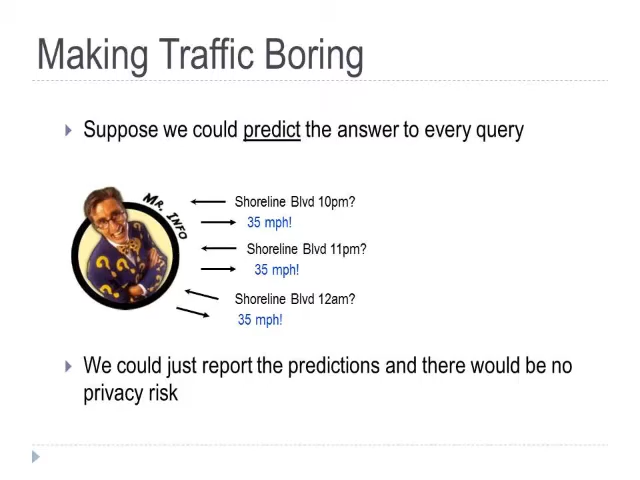 Making Traffic Boring
Suppose we could predict the answer to every query
MR. INFO
Shoreline Blvd 10pm?
35 mph!
Shoreline Blvd 11pm?
35 mph!
Shoreline Blvd 12am?
35 mph!
We could just report the predictions and there would be no
privacy risk